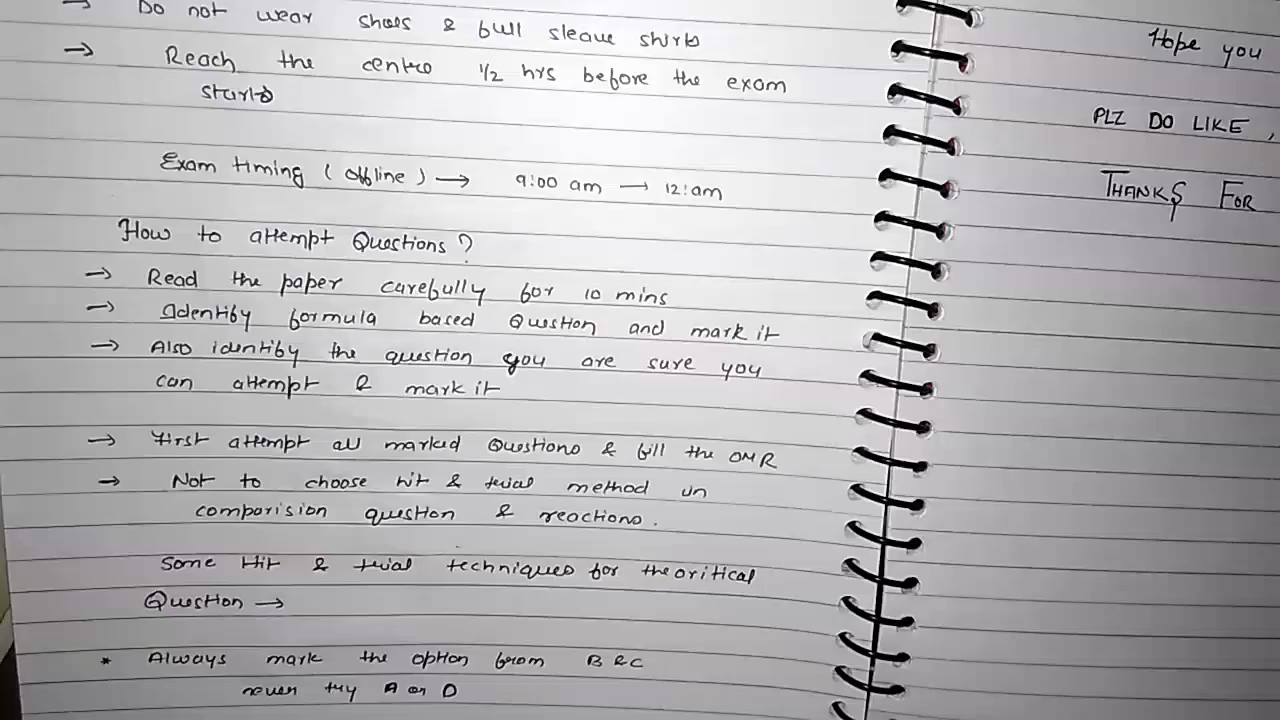 → Do not wear shoes & full sleave shirts
→ Reach the centre 1/2 hrs before the exam
starts
Exam timing (offline) → 9:00 am → 12:am
How to attempt Questions?
→ Read the paper carefully for 10 mins
→ Identify formula based Question and mark it
→ Also identify the question you are sure you
can attempt & mark it
→ First attempt all marked Questions & fill the OMR
→ Not to choose hit & trial method in
comparision question & reactions.
Some Hit & trial techniques for theoritical
Question →
* Always mark the option from B & C
never try A or D
Hope you
PLZ DO LIKE,
THANKS FOR